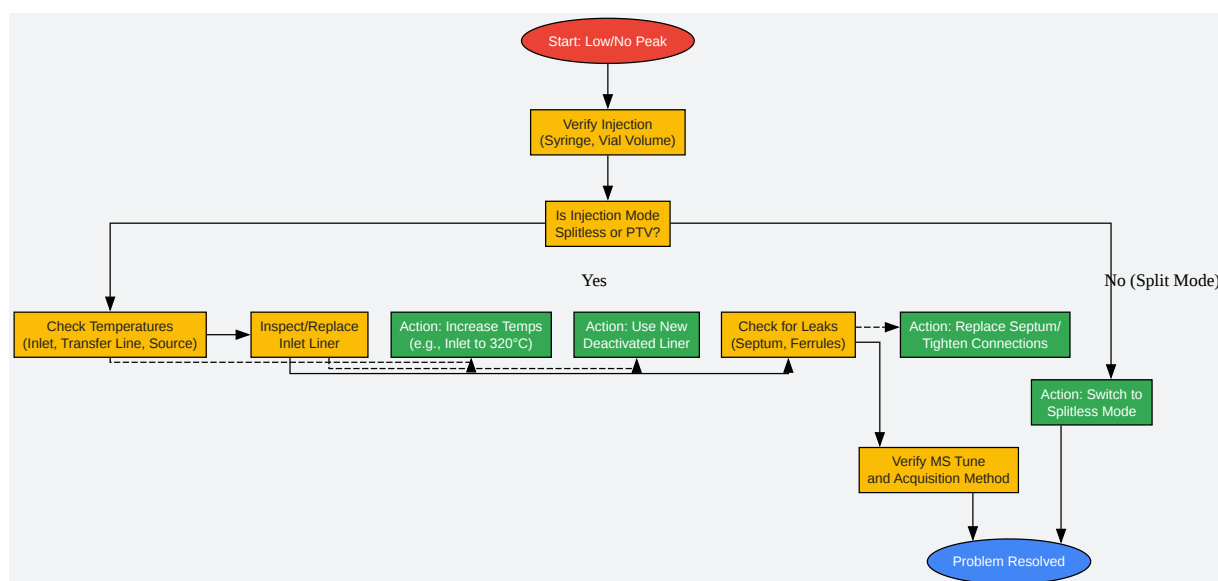 Start: Low/No Peak
Verify Injection
(Syringe, Vial Volume)
Is Injection Mode
Splitless or PTV?
Yes
No (Split Mode)
Check Temperatures
(Inlet, Transfer Line, Source)
Inspect/Replace
Inlet Liner
Action: Increase Temps
(e.g., Inlet to 320°C)
Action: Use New
Deactivated Liner
Check for Leaks
(Septum, Ferrules)
Action: Replace Septum/
Tighten Connections
Action: Switch to
Splitless Mode
Verify MS Tune
and Acquisition Method
Problem Resolved